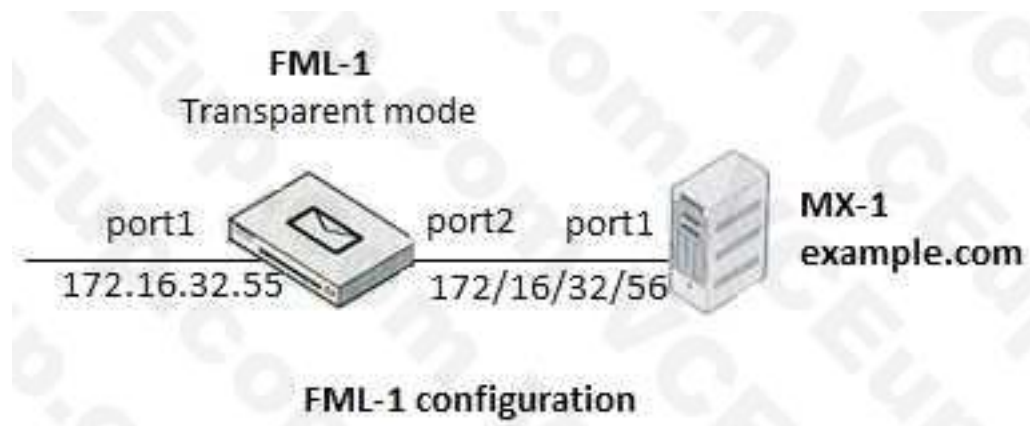 FML-1
Transparent mode
port1 port2 port1 MX-1
example.com
172.16.32.55 172/16/32/56
FML-1 configuration